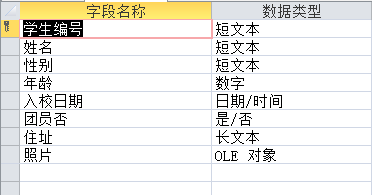 字段名称 数据类型
学生编号 短文本
姓名 短文本
性别 短文本
年龄 数字
入校日期 日期/时间
团员否 是/否
住址 长文本
照片 OLE 对象